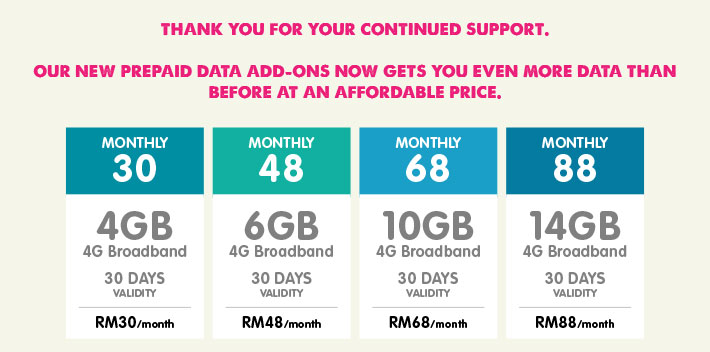 THANK YOU FOR YOUR CONTINUED SUPPORT.
OUR NEW PREPAID DATA ADD-ONS NOW GETS YOU EVEN MORE DATA THAN
BEFORE AT AN AFFORDABLE PRICE.
MONTHLY
30
4GB
4G Broadband
30 DAYS
VALIDITY
RM30/month
MONTHLY
48
6GB
4G Broadband
30 DAYS
VALIDITY
RM48/month
MONTHLY
68
10GB
4G Broadband
30 DAYS
VALIDITY
RM68/month
MONTHLY
88
14GB
4G Broadband
30 DAYS
VALIDITY
RM88/month